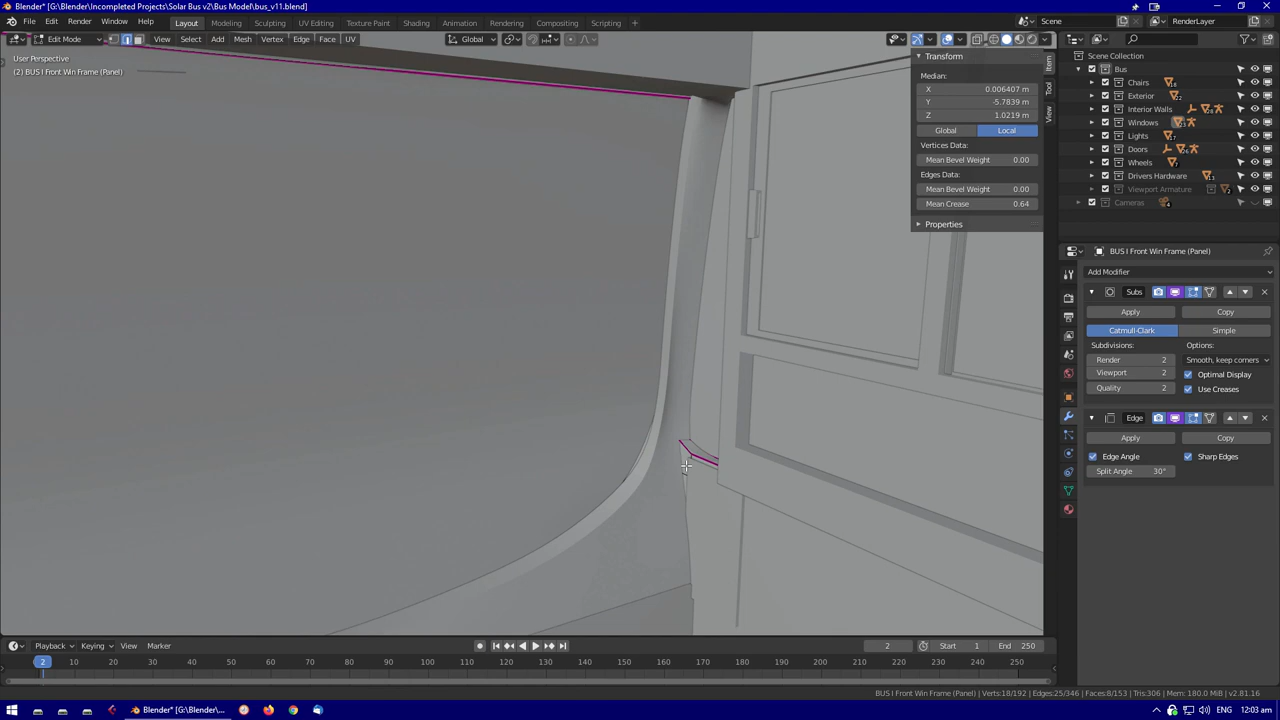 Blender* [G:\Blender\Incompleted Projects\Solar Bus v2\Bus Model\bus_v11.blend]
File Edit Render Window Help Layout Modeling Sculpting UV Editing Texture Paint Shading Animation Rendering Compositing Scripting + Scene RenderLayer
Edit Mode View Select Add Mesh Vertex Edge Face UV Global
User Perspective
(2) BUS I Front Win Frame (Panel)
Transform
Median:
X 0.006407 m
Y -5.7839 m
Z 1.0219 m
Global Local
Vertices Data:
Mean Bevel Weight 0.00
Edges Data:
Mean Bevel Weight 0.00
Mean Crease 0.64
Properties
Item
Tool
View
Scene Collection
Bus
Chairs
Exterior
Interior Walls
Windows
Lights
Doors
Wheels
Drivers Hardware
Viewport Armature
Cameras
BUS I Front Win Frame (Panel)
Add Modifier
Subs
Apply Copy
Catmull-Clark Simple
Subdivisions: Options:
Render 2 Smooth, keep corners
Viewport 2 Optimal Display
Quality 2 Use Creases
Edge
Apply Copy
Edge Angle Sharp Edges
Split Angle 30°
Playback Keying View Marker 2 Start 1 End 250
2 10 20 30 40 50 60 70 80 90 100 110 120 130 140 150 160 170 180 190 200 210 220 230 240 250
BUS I Front Win Frame (Panel) | Verts:18/192 | Edges:25/346 | Faces:8/153 | Tris:306 | Mem: 180.0 MiB | v2.81.16
Blender* [G:\Blende... ENG 12:03 am